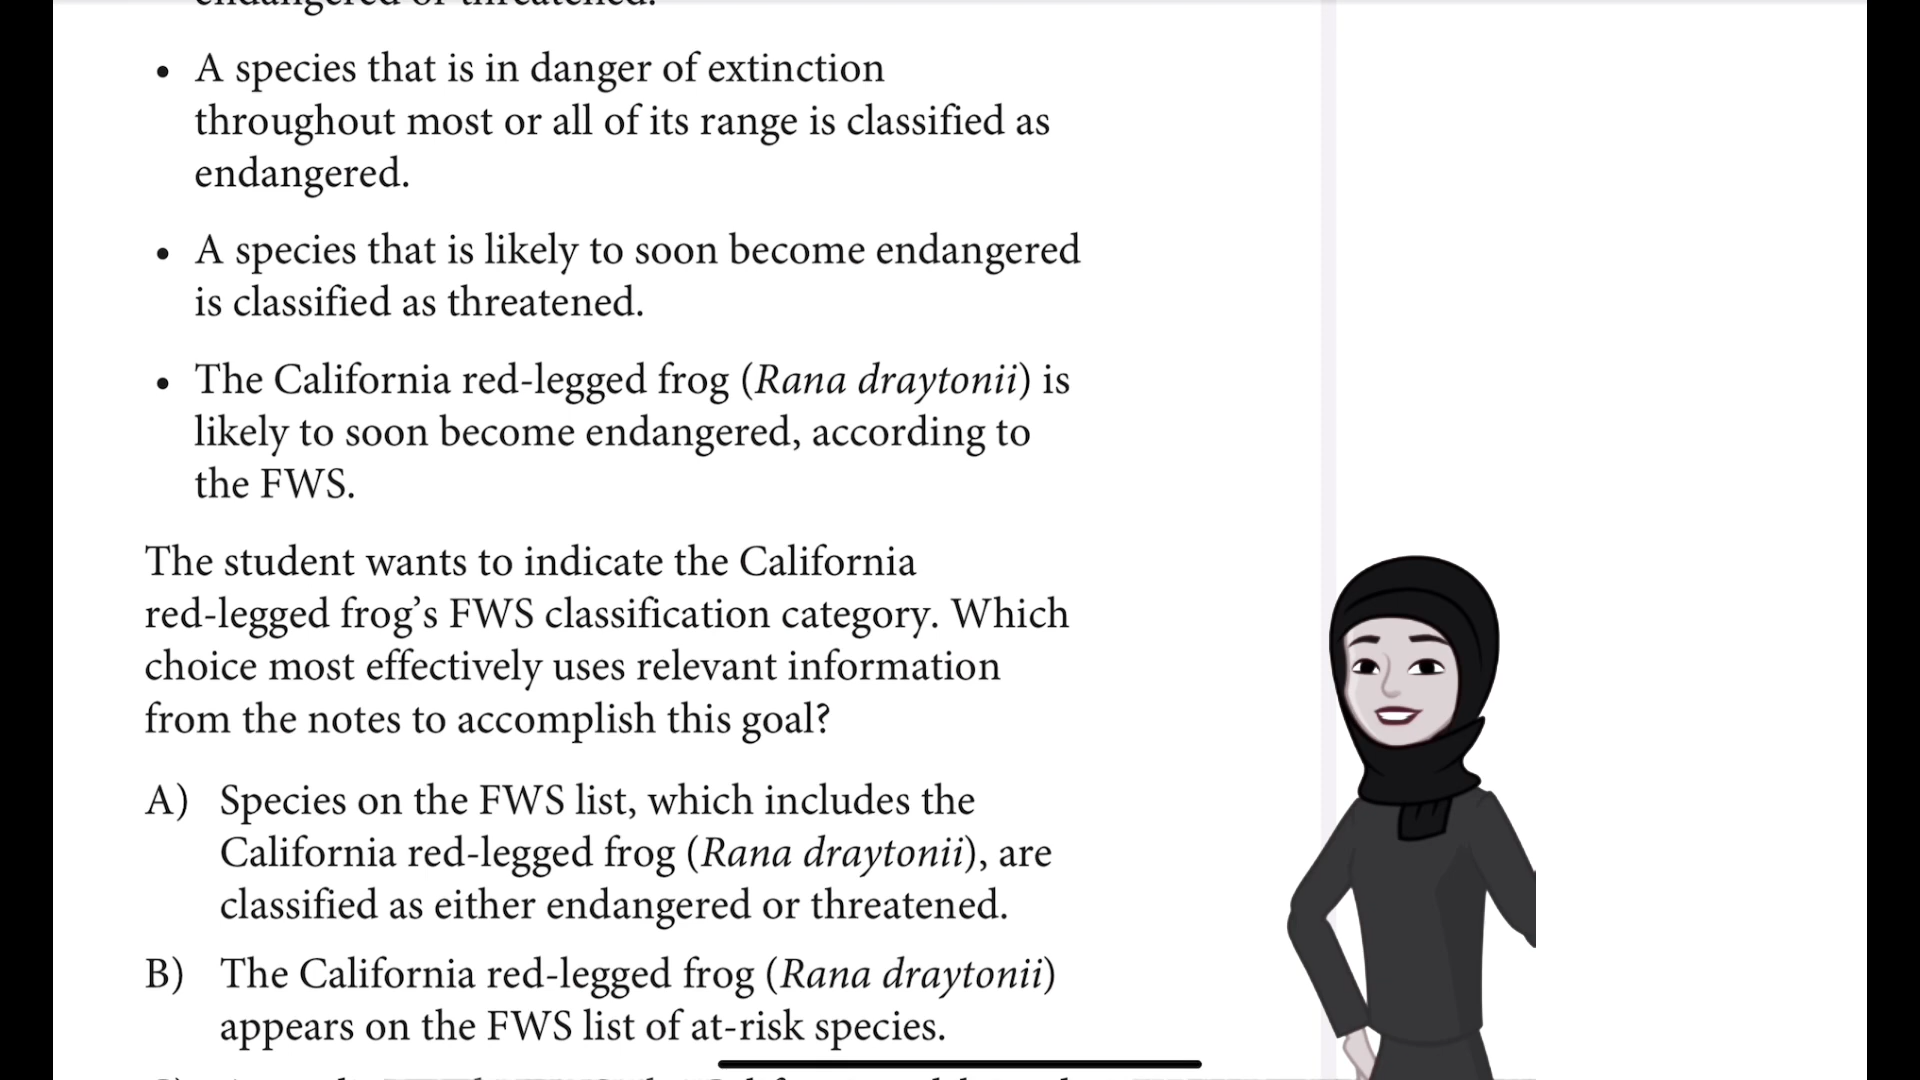 endangered or threatened.
• A species that is in danger of extinction
throughout most or all of its range is classified as
endangered.
• A species that is likely to soon become endangered
is classified as threatened.
• The California red-legged frog (Rana draytonii) is
likely to soon become endangered, according to
the FWS.
The student wants to indicate the California
red-legged frog’s FWS classification category. Which
choice most effectively uses relevant information
from the notes to accomplish this goal?
A) Species on the FWS list, which includes the
California red-legged frog (Rana draytonii), are
classified as either endangered or threatened.
B) The California red-legged frog (Rana draytonii)
appears on the FWS list of at-risk species.